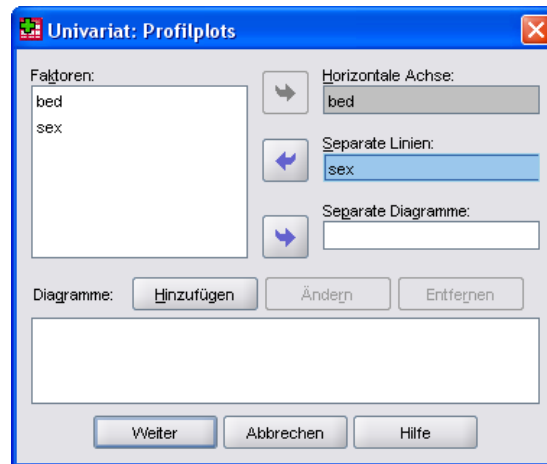 Univariat: Profilplots
Faktoren:
bed
sex
Horizontale Achse:
bed
Separate Linien:
sex
Separate Diagramme:
Diagramme:
Hinzufügen
Ändern
Entfernen
Weiter
Abbrechen
Hilfe